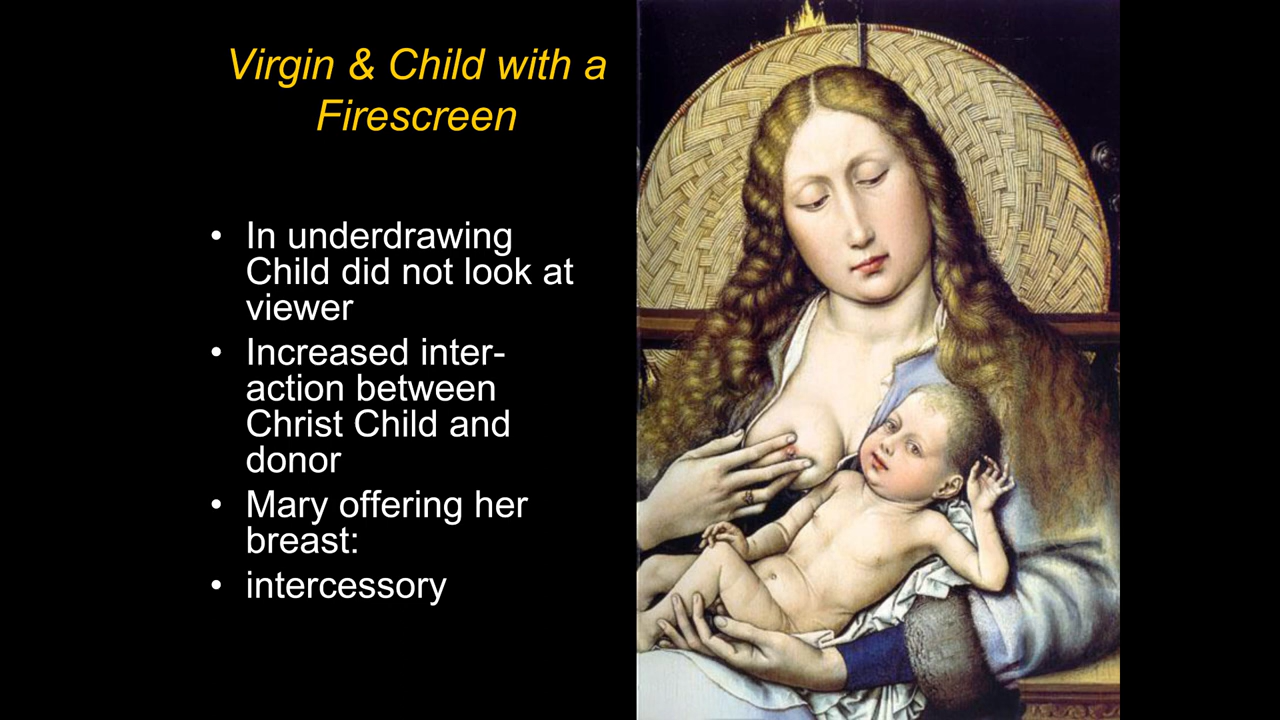 Virgin & Child with a
Firescreen
• In underdrawing
Child did not look at
viewer
• Increased inter-
action between
Christ Child and
donor
• Mary offering her
breast:
• intercessory